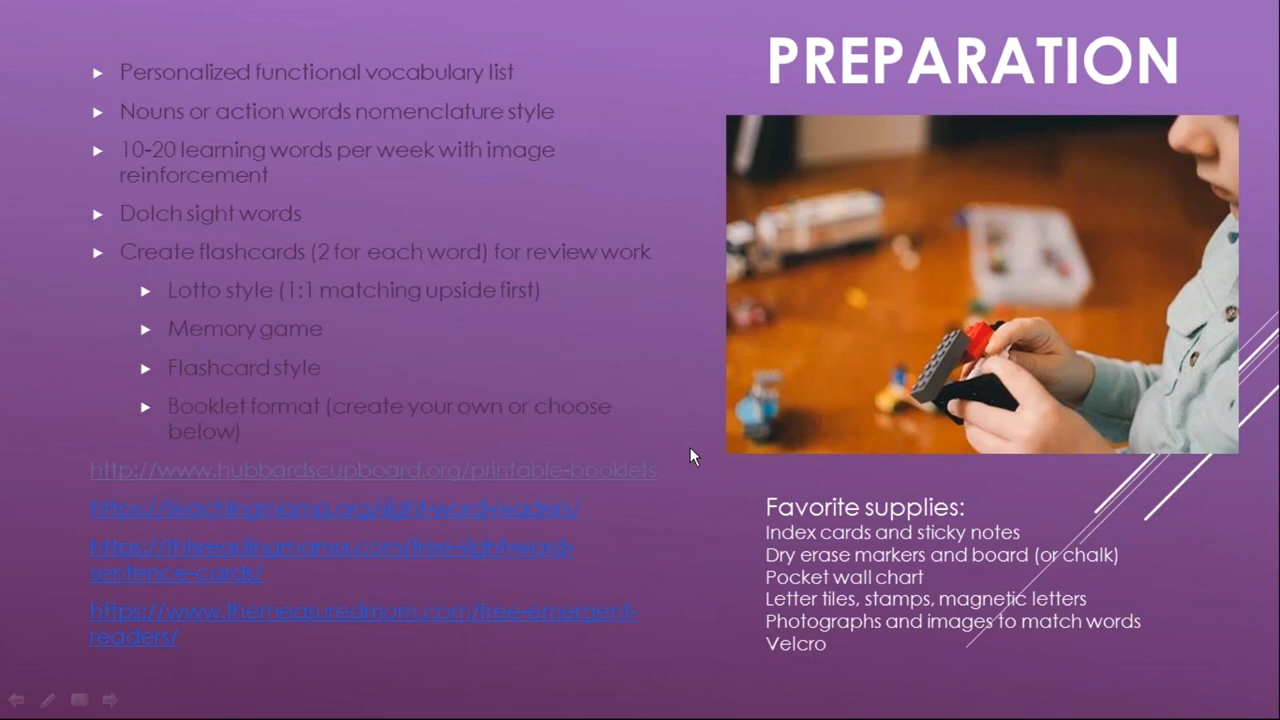 PREPARATION
Personalized functional vocabulary list
Nouns or action words nomenclature style
10-20 learning words per week with image
reinforcement
Dolch sight words
Create flashcards (2 for each word) for review work
Lotto style (1:1 matching upside first)
Memory game
Flashcard style
Booklet format (create your own or choose
below)
http://www.hubbardscupboard.org/printable-booklets
https://teachingmama.org/sight-word-readers/
https://thisreadingmama.com/free-sight-word-
sentence-cards/
https://www.themeasuredmom.com/free-emergent-
readers/
Favorite supplies:
Index cards and sticky notes
Dry erase markers and board (or chalk)
Pocket wall chart
Letter tiles, stamps, magnetic letters
Photographs and images to match words
Velcro